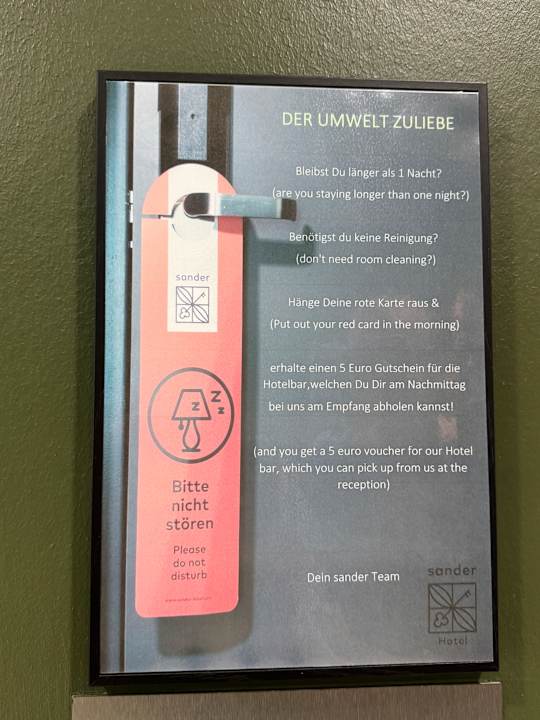 DER UMWELT ZULIEBE
Bleibst Du länger als 1 Nacht?
(are you staying longer than one night?)
Benötigst du keine Reinigung?
(don't need room cleaning?)
Hänge Deine rote Karte raus &
(Put out your red card in the morning)
erhalte einen 5 Euro Gutschein für die
Hotelbar,welchen Du Dir am Nachmittag
bei uns am Empfang abholen kannst!
(and you get a 5 euro voucher for our Hotel
bar, which you can pick up from us at the
reception)
Dein sander Team
sander
Hotel
sander
z
z
z
Bitte
nicht
stören
Please
do not
disturb